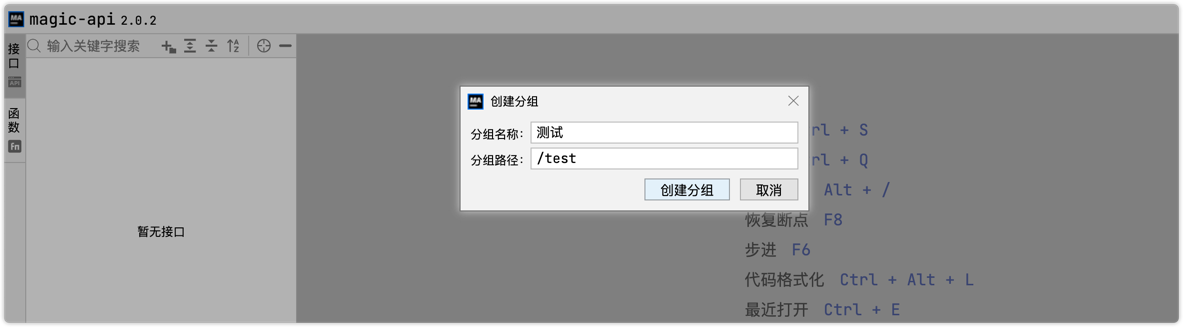 MA magic-api 2.0.2
接口
API
函数
Fn
输入关键字搜索
暂无接口
MA 创建分组
分组名称: 测试
分组路径: /test
创建分组 取消
rl + S
rl + Q
Alt + /
恢复断点 F8
步进 F6
代码格式化 Ctrl + Alt + L
最近打开 Ctrl + E